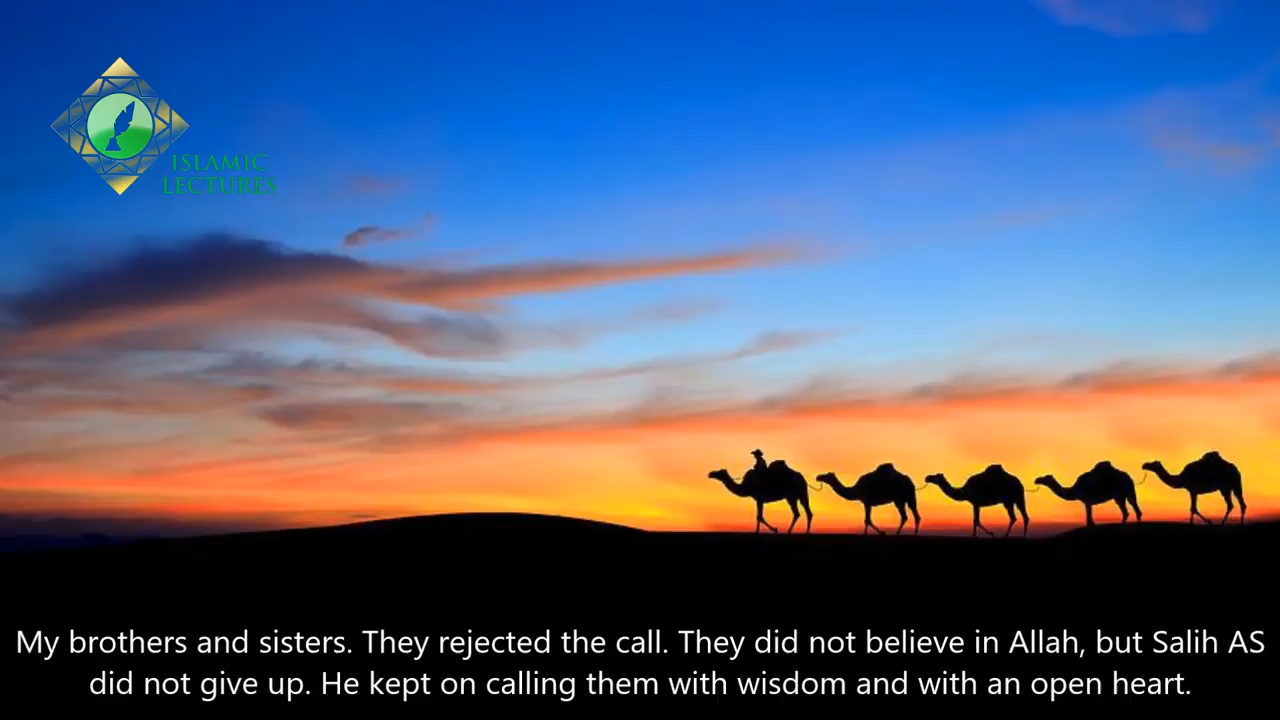 ISLAMIC
LECTURES
My brothers and sisters. They rejected the call. They did not believe in Allah, but Salih AS
did not give up. He kept on calling them with wisdom and with an open heart.